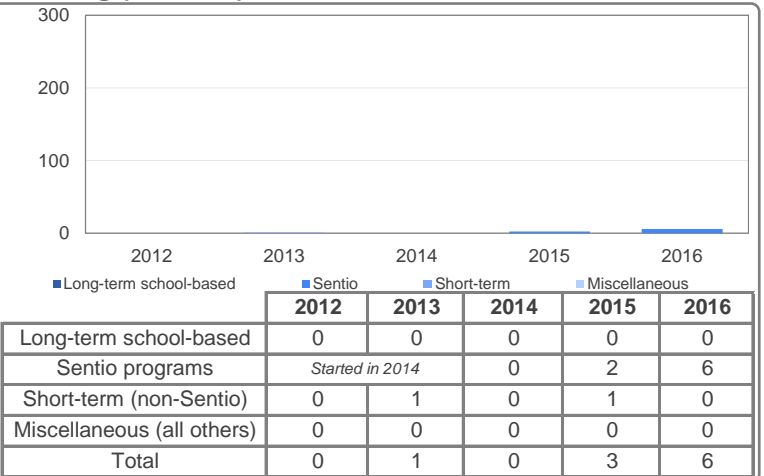 300
200
100
0
2012 2013 2014 2015 2016
Long-term school-based Sentio Short-term Miscellaneous
2012 2013 2014 2015 2016
Long-term school-based 0 0 0 0 0
Sentio programs Started in 2014 0 2 6
Short-term (non-Sentio) 0 1 0 1 0
Miscellaneous (all others) 0 0 0 0 0
Total 0 1 0 3 6